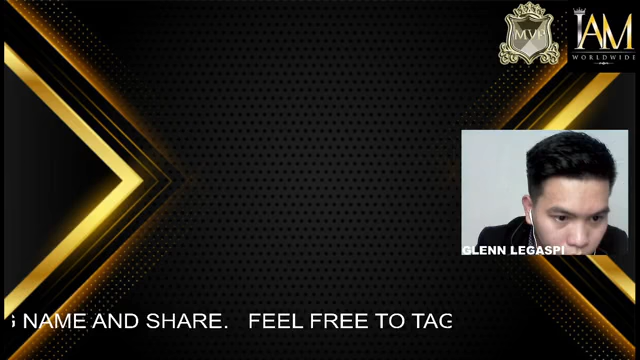 MVP
IAM
WORLDWIDE
GLENN LEGASPI
NAME AND SHARE. FEEL FREE TO TAG